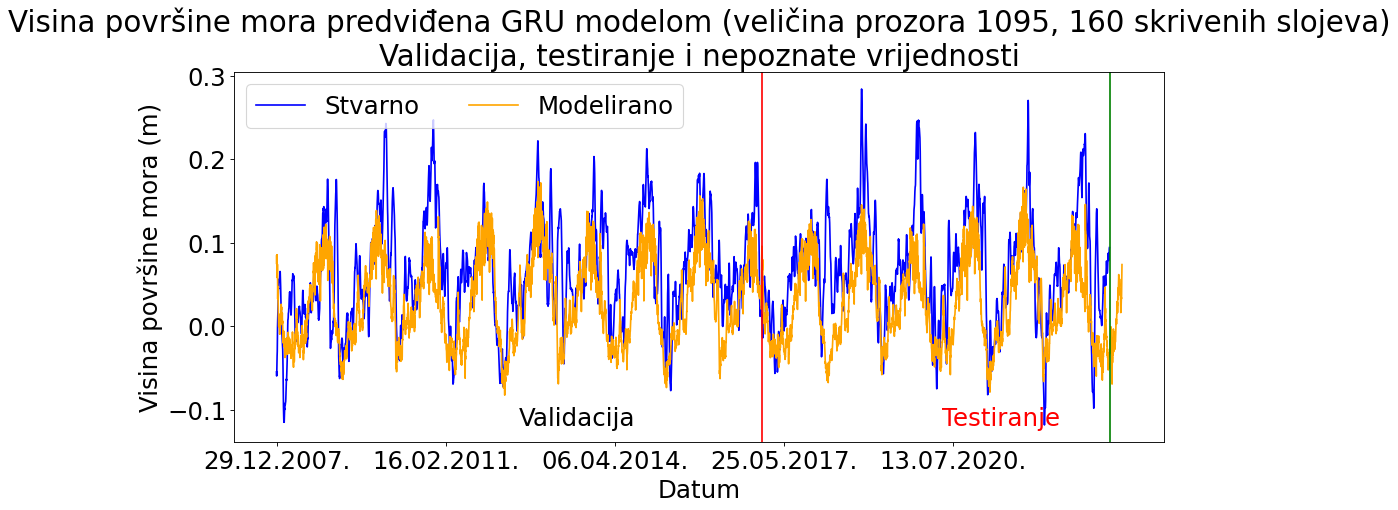 Visina površine mora predviđena GRU modelom (veličina prozora 1095, 160 skrivenih slojeva)
Validacija, testiranje i nepoznate vrijednosti
Stvarno
Modelirano
Visina površine mora (m)
0.3
0.2
0.1
0.0
−0.1
Validacija
Testiranje
29.12.2007.
16.02.2011.
06.04.2014.
25.05.2017.
13.07.2020.
Datum